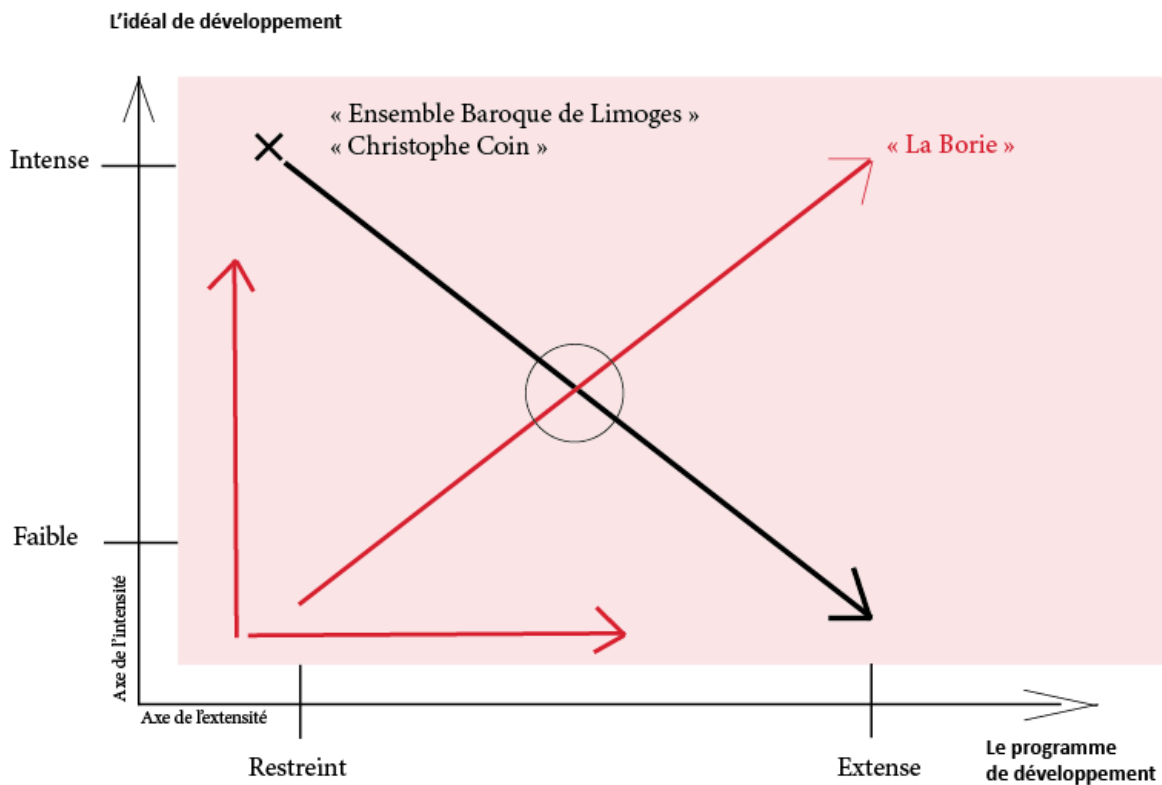 L'idéal de développement
« Ensemble Baroque de Limoges »
« Christophe Coin »
« La Borie »
Intense
Faible
Axe de l'intensité
Axe de l'extensité
Restreint
Extense
Le programme
de développement